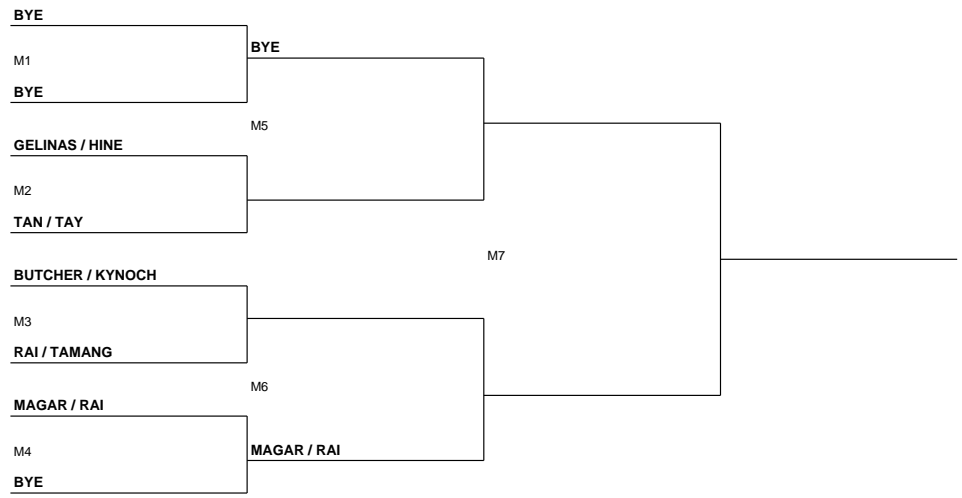 BYE
M1
BYE
BYE
M5
GELINAS / HINE
M2
TAN / TAY
M7
BUTCHER / KYNOCH
M3
RAI / TAMANG
M6
MAGAR / RAI
M4
MAGAR / RAI
BYE